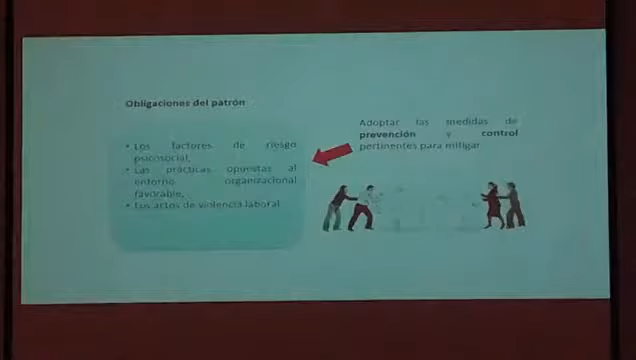 Obligaciones del patrón
Adoptar las medidas de
prevención y control
pertinentes para mitigar
• Los factores de riesgo
psicosocial,
• Las prácticas opuestas al
entorno organizacional
favorable,
• Los actos de violencia laboral